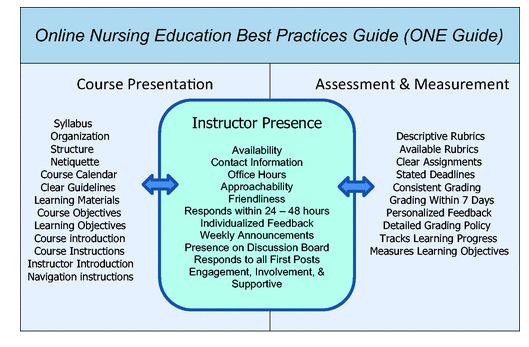 Online Nursing Education Best Practices Guide (ONE Guide)
Course Presentation
Syllabus
Organization
Structure
Netiquette
Course Calendar
Clear Guidelines
Learning Materials
Course Objectives
Learning Objectives
Course introduction
Course Instructions
Instructor Introduction
Navigation instructions
Instructor Presence
Availability
Contact Information
Office Hours
Approachability
Friendliness
Responds within 24 – 48 hours
Individualized Feedback
Weekly Announcements
Presence on Discussion Board
Responds to all First Posts
Engagement, Involvement, &
Supportive
Assessment & Measurement
Descriptive Rubrics
Available Rubrics
Clear Assignments
Stated Deadlines
Consistent Grading
Grading Within 7 Days
Personalized Feedback
Detailed Grading Policy
Tracks Learning Progress
Measures Learning Objectives